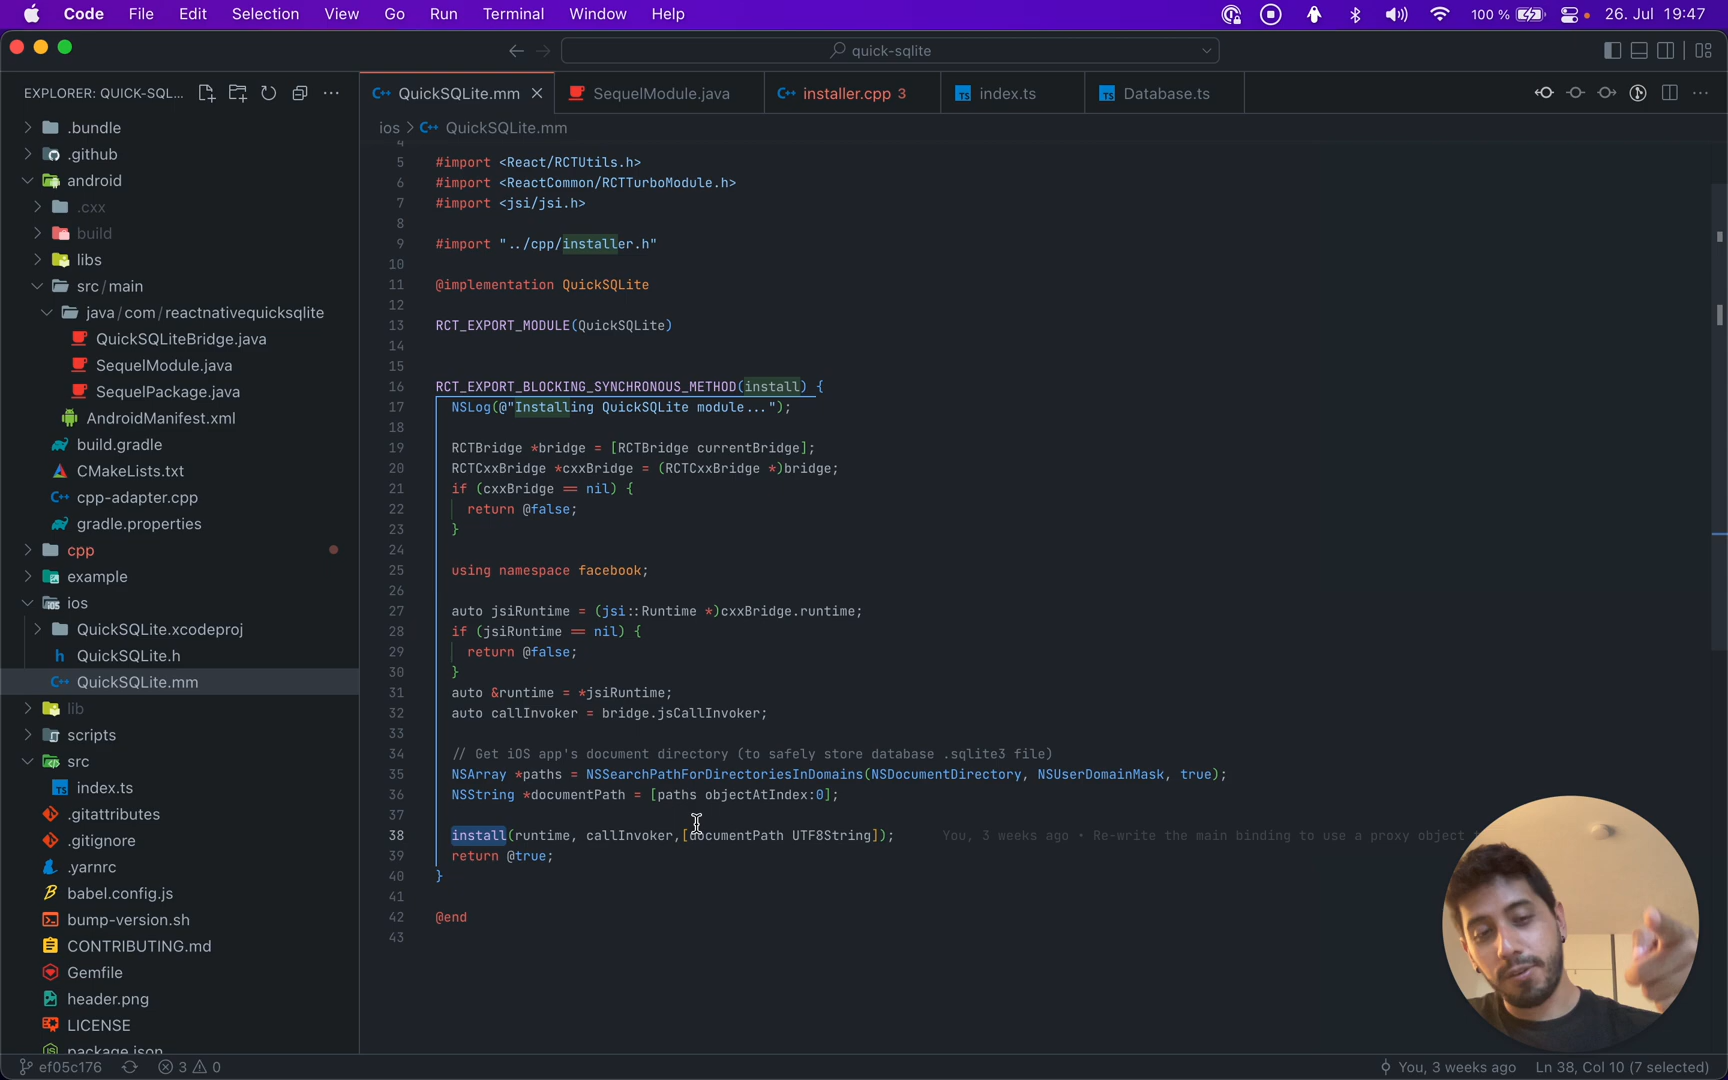 Code File Edit Selection View Go Run Terminal Window Help 100 % 26. Jul 19:47
quick-sqlite
EXPLORER: QUICK-SQL...
QuickSQLite.mm SequelModule.java installer.cpp 3 index.ts Database.ts
ios > QuickSQLite.mm
.bundle
.github
android
.cxx
build
libs
src/main
java/com/reactnativequicksqlite
QuickSQLiteBridge.java
SequelModule.java
SequelPackage.java
AndroidManifest.xml
build.gradle
CMakeLists.txt
cpp-adapter.cpp
gradle.properties
cpp
example
ios
QuickSQLite.xcodeproj
QuickSQLite.h
QuickSQLite.mm
lib
scripts
src
index.ts
.gitattributes
.gitignore
.yarnrc
babel.config.js
bump-version.sh
CONTRIBUTING.md
Gemfile
header.png
LICENSE
package.json
4
5 #import <React/RCTUtils.h>
6 #import <ReactCommon/RCTTurboModule.h>
7 #import <jsi/jsi.h>
8
9 #import "../cpp/installer.h"
10
11 @implementation QuickSQLite
12
13 RCT_EXPORT_MODULE(QuickSQLite)
14
15
16 RCT_EXPORT_BLOCKING_SYNCHRONOUS_METHOD(install) {
17 NSLog(@"Installing QuickSQLite module...");
18
19 RCTBridge *bridge = [RCTBridge currentBridge];
20 RCTCxxBridge *cxxBridge = (RCTCxxBridge *)bridge;
21 if (cxxBridge == nil) {
22 return @false;
23 }
24
25 using namespace facebook;
26
27 auto jsiRuntime = (jsi::Runtime *)cxxBridge.runtime;
28 if (jsiRuntime == nil) {
29 return @false;
30 }
31 auto &runtime = *jsiRuntime;
32 auto callInvoker = bridge.jsCallInvoker;
33
34 // Get iOS app's document directory (to safely store database .sqlite3 file)
35 NSArray *paths = NSSearchPathForDirectoriesInDomains(NSDocumentDirectory, NSUserDomainMask, true);
36 NSString *documentPath = [paths objectAtIndex:0];
37
38 install(runtime, callInvoker,[documentPath UTF8String]); You, 3 weeks ago • Re-write the main binding to use a proxy object
39 return @true;
40 }
41
42 @end
43
ef05c176 3 0 You, 3 weeks ago Ln 38, Col 10 (7 selected)